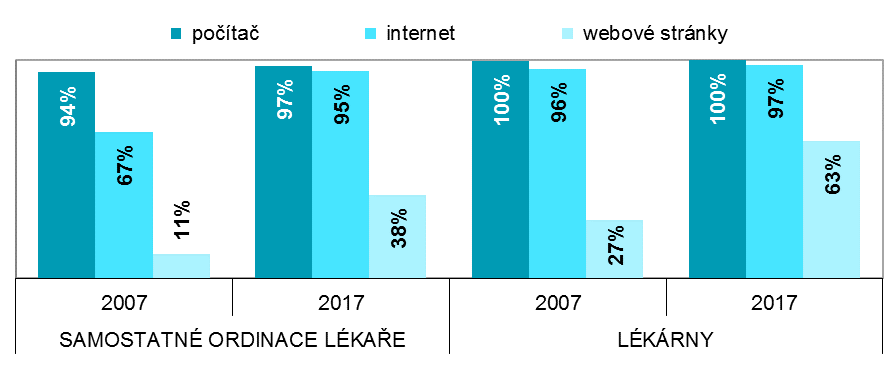 počítač internet webové stránky
94% 67% 11% 97% 95% 38% 100% 96% 27% 100% 97% 63%
2007 2017 2007 2017
SAMOSTATNÉ ORDINACE LÉKAŘE LÉKÁRNY